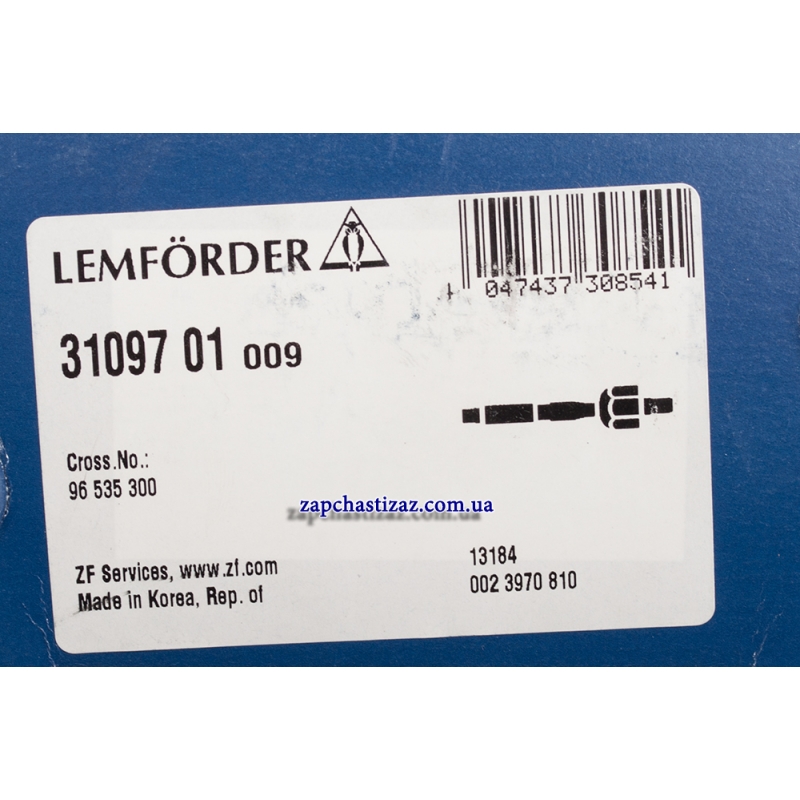 LEMFÖRDER
047437 308541
31097 01 009
Cross.No.:
96 535 300
zapchastizaz.com.ua
ZF Services, www.zf.com
Made in Korea, Rep. of
13184
002 3970 810